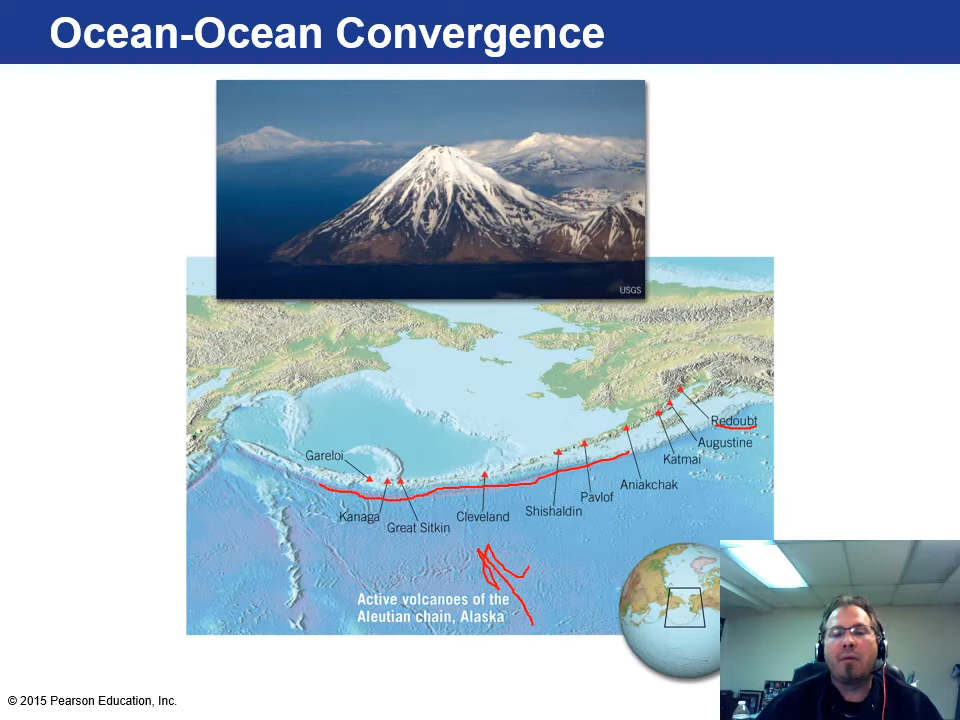 Ocean-Ocean Convergence
USGS
Redoubt
Augustine
Katmai
Gareloi
Aniakchak
Pavlof
Shishaldin
Cleveland
Kanaga
Great Sitkin
Active volcanoes of the
Aleutian chain, Alaska
© 2015 Pearson Education, Inc.